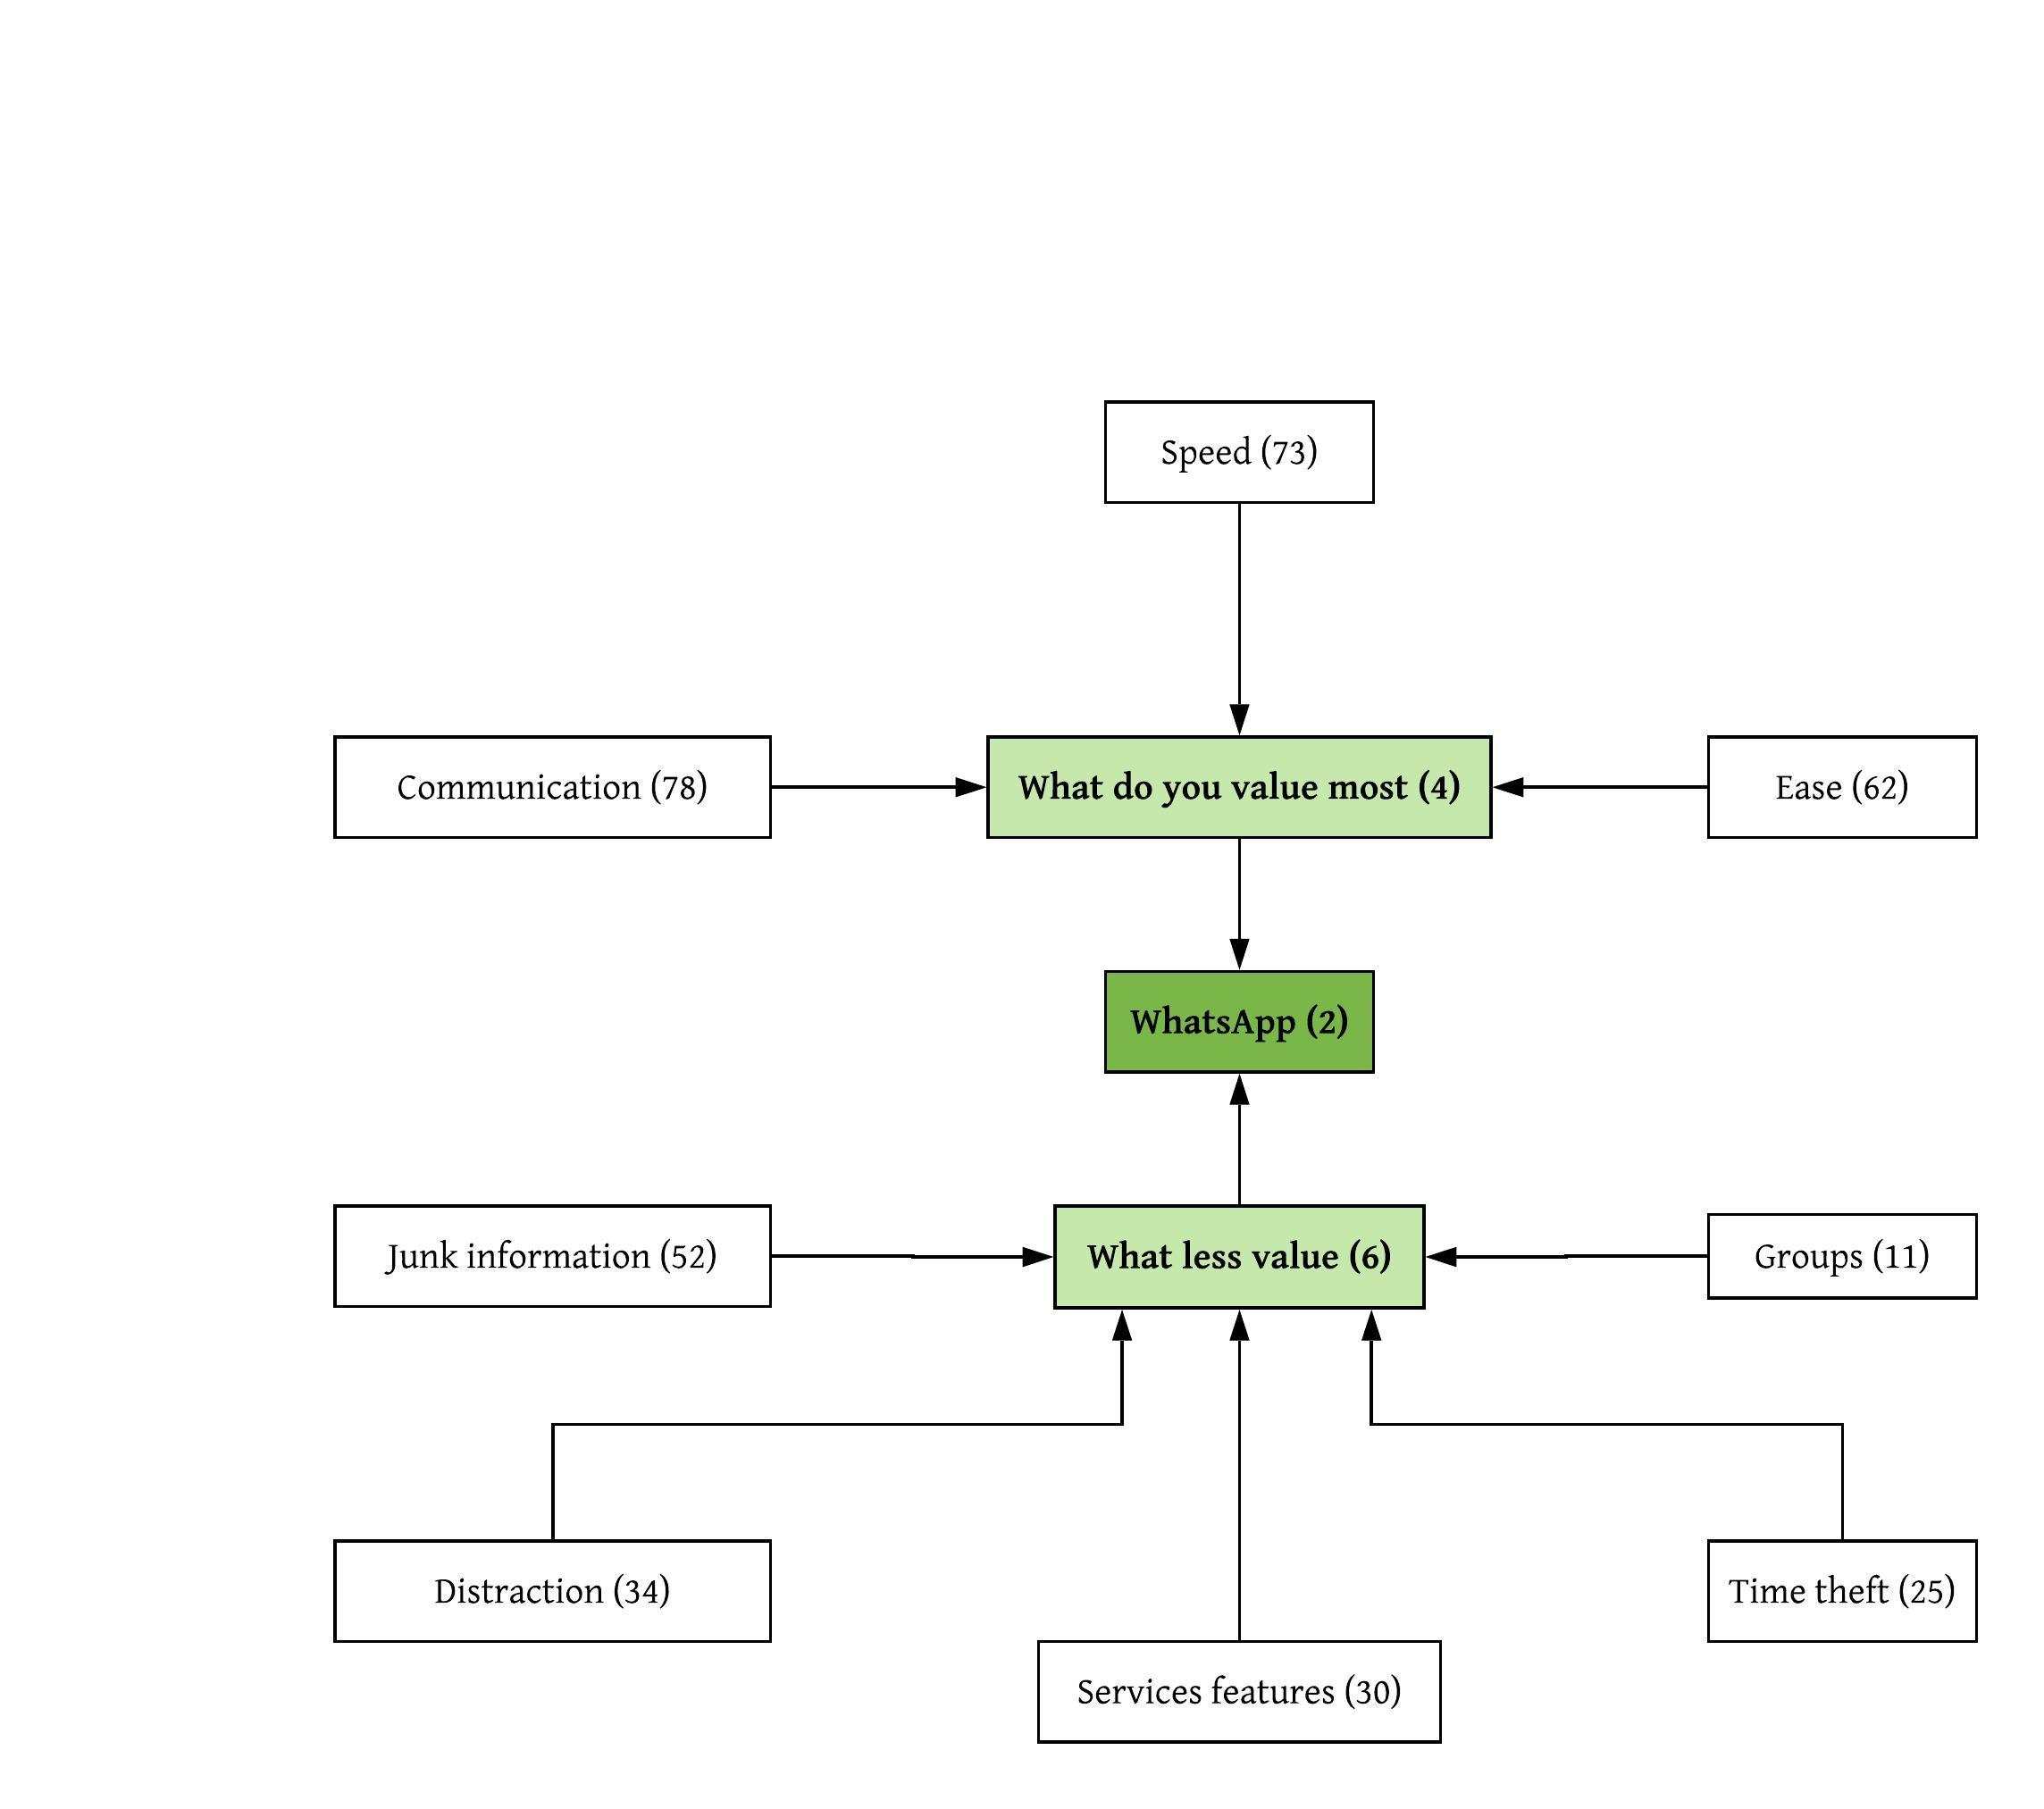 Speed (73)
Communication (78)
What do you value most (4)
Ease (62)
WhatsApp (2)
Junk information (52)
What less value (6)
Groups (11)
Distraction (34)
Time theft (25)
Services features (30)